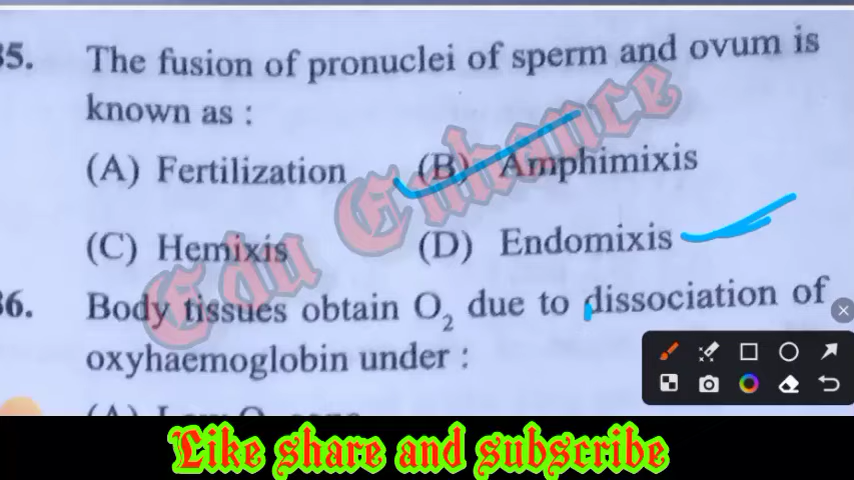 35. The fusion of pronuclei of sperm and ovum is
known as :
(A) Fertilization (B) Amphimixis
(C) Hemixis (D) Endomixis
36. Body tissues obtain O₂ due to dissociation of
oxyhaemoglobin under :
Edu Enhance
Like share and subscribe